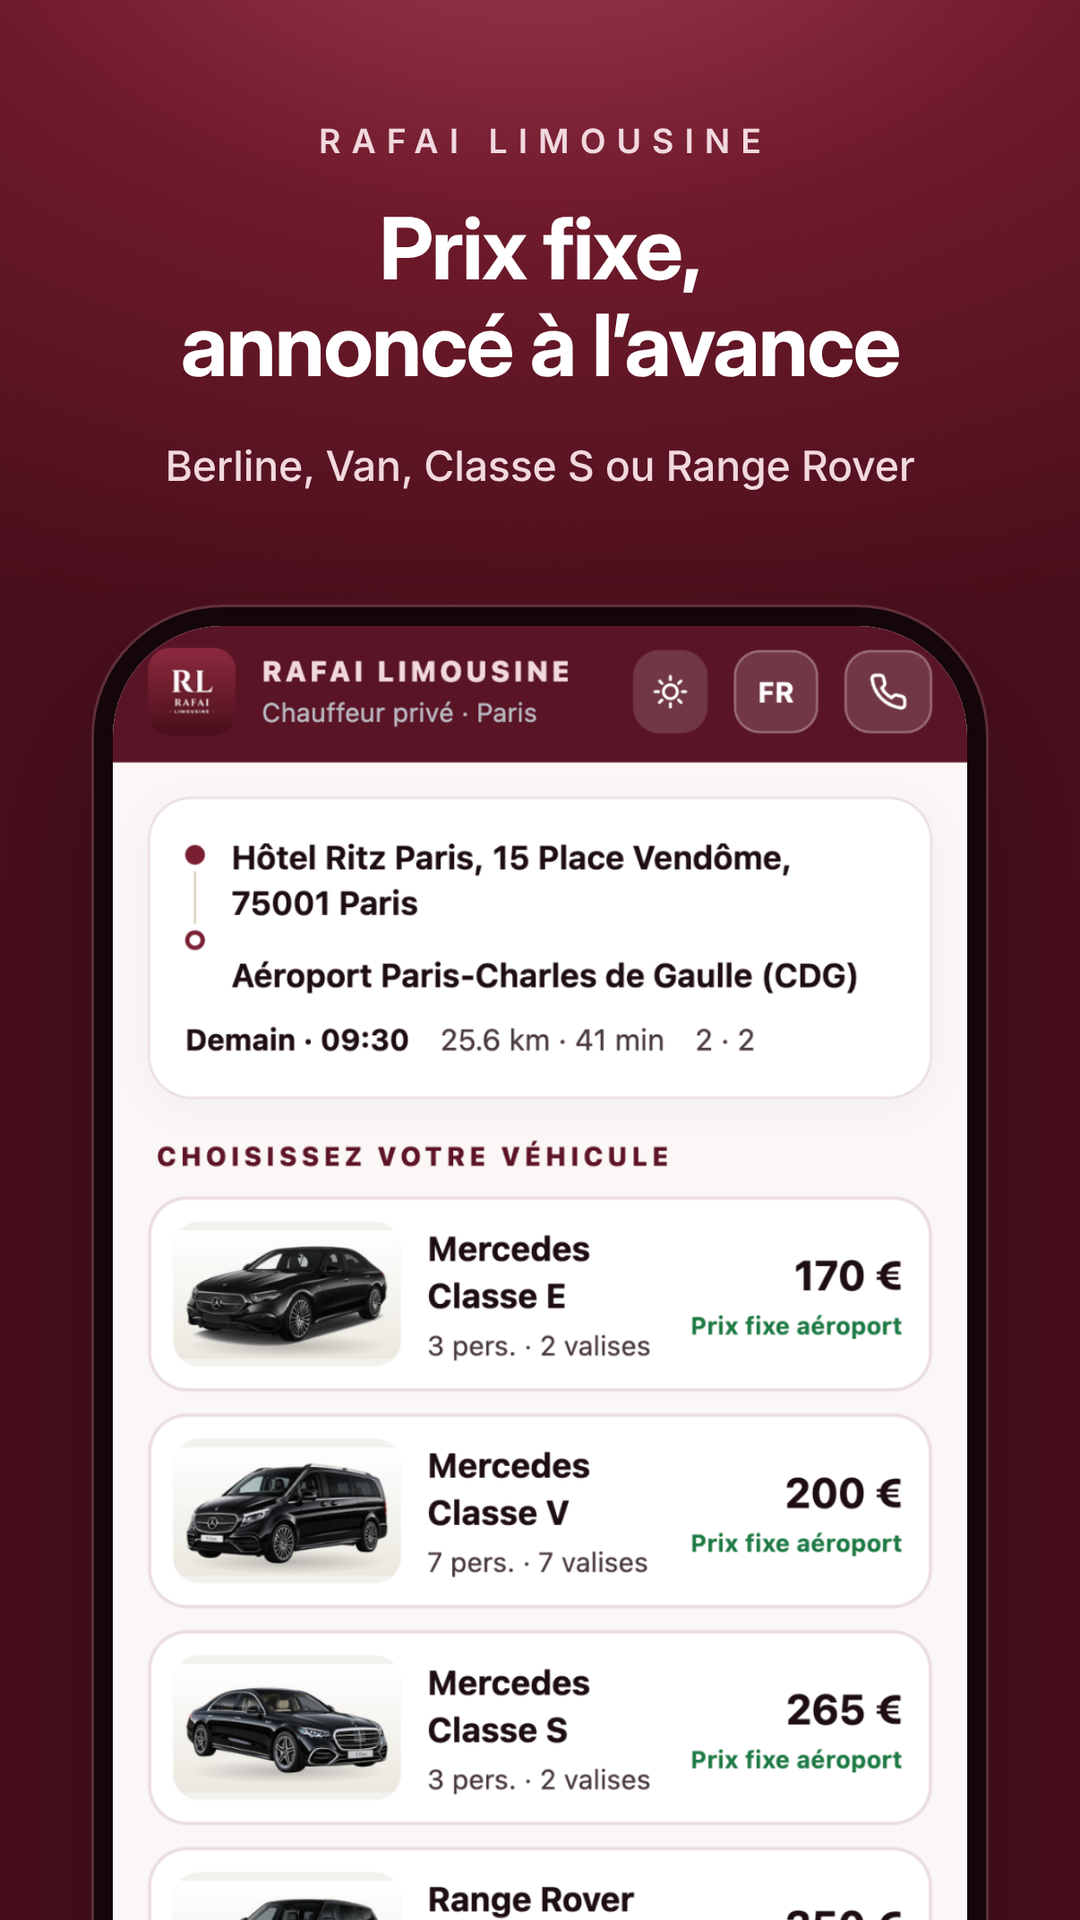 RAFAI LIMOUSINE
Prix fixe,
annoncé à l'avance
Berline, Van, Classe S ou Range Rover
RL
RAFAI
LIMOUSINE
RAFAI LIMOUSINE
Chauffeur privé · Paris
FR
Hôtel Ritz Paris, 15 Place Vendôme,
75001 Paris
Aéroport Paris-Charles de Gaulle (CDG)
Demain · 09:30 25.6 km · 41 min 2 · 2
CHOISISSEZ VOTRE VÉHICULE
Mercedes
Classe E
3 pers. · 2 valises
170 €
Prix fixe aéroport
Mercedes
Classe V
7 pers. · 7 valises
200 €
Prix fixe aéroport
Mercedes
Classe S
3 pers. · 2 valises
265 €
Prix fixe aéroport
Range Rover